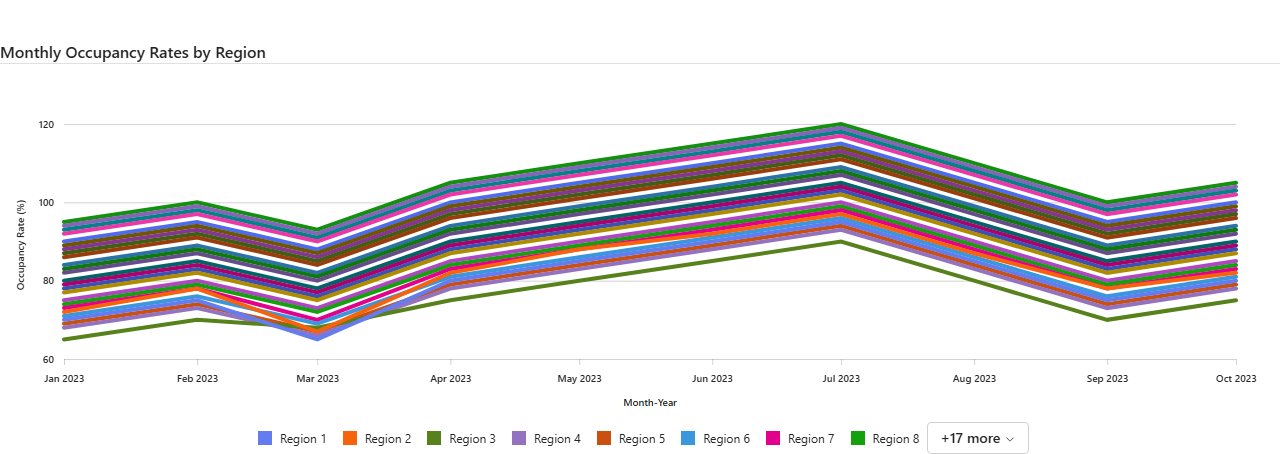 Monthly Occupancy Rates by Region
120
100
80
60
Occupancy Rate (%)
Jan 2023 Feb 2023 Mar 2023 Apr 2023 May 2023 Jun 2023 Jul 2023 Aug 2023 Sep 2023 Oct 2023
Month-Year
Region 1 Region 2 Region 3 Region 4 Region 5 Region 6 Region 7 Region 8 +17 more